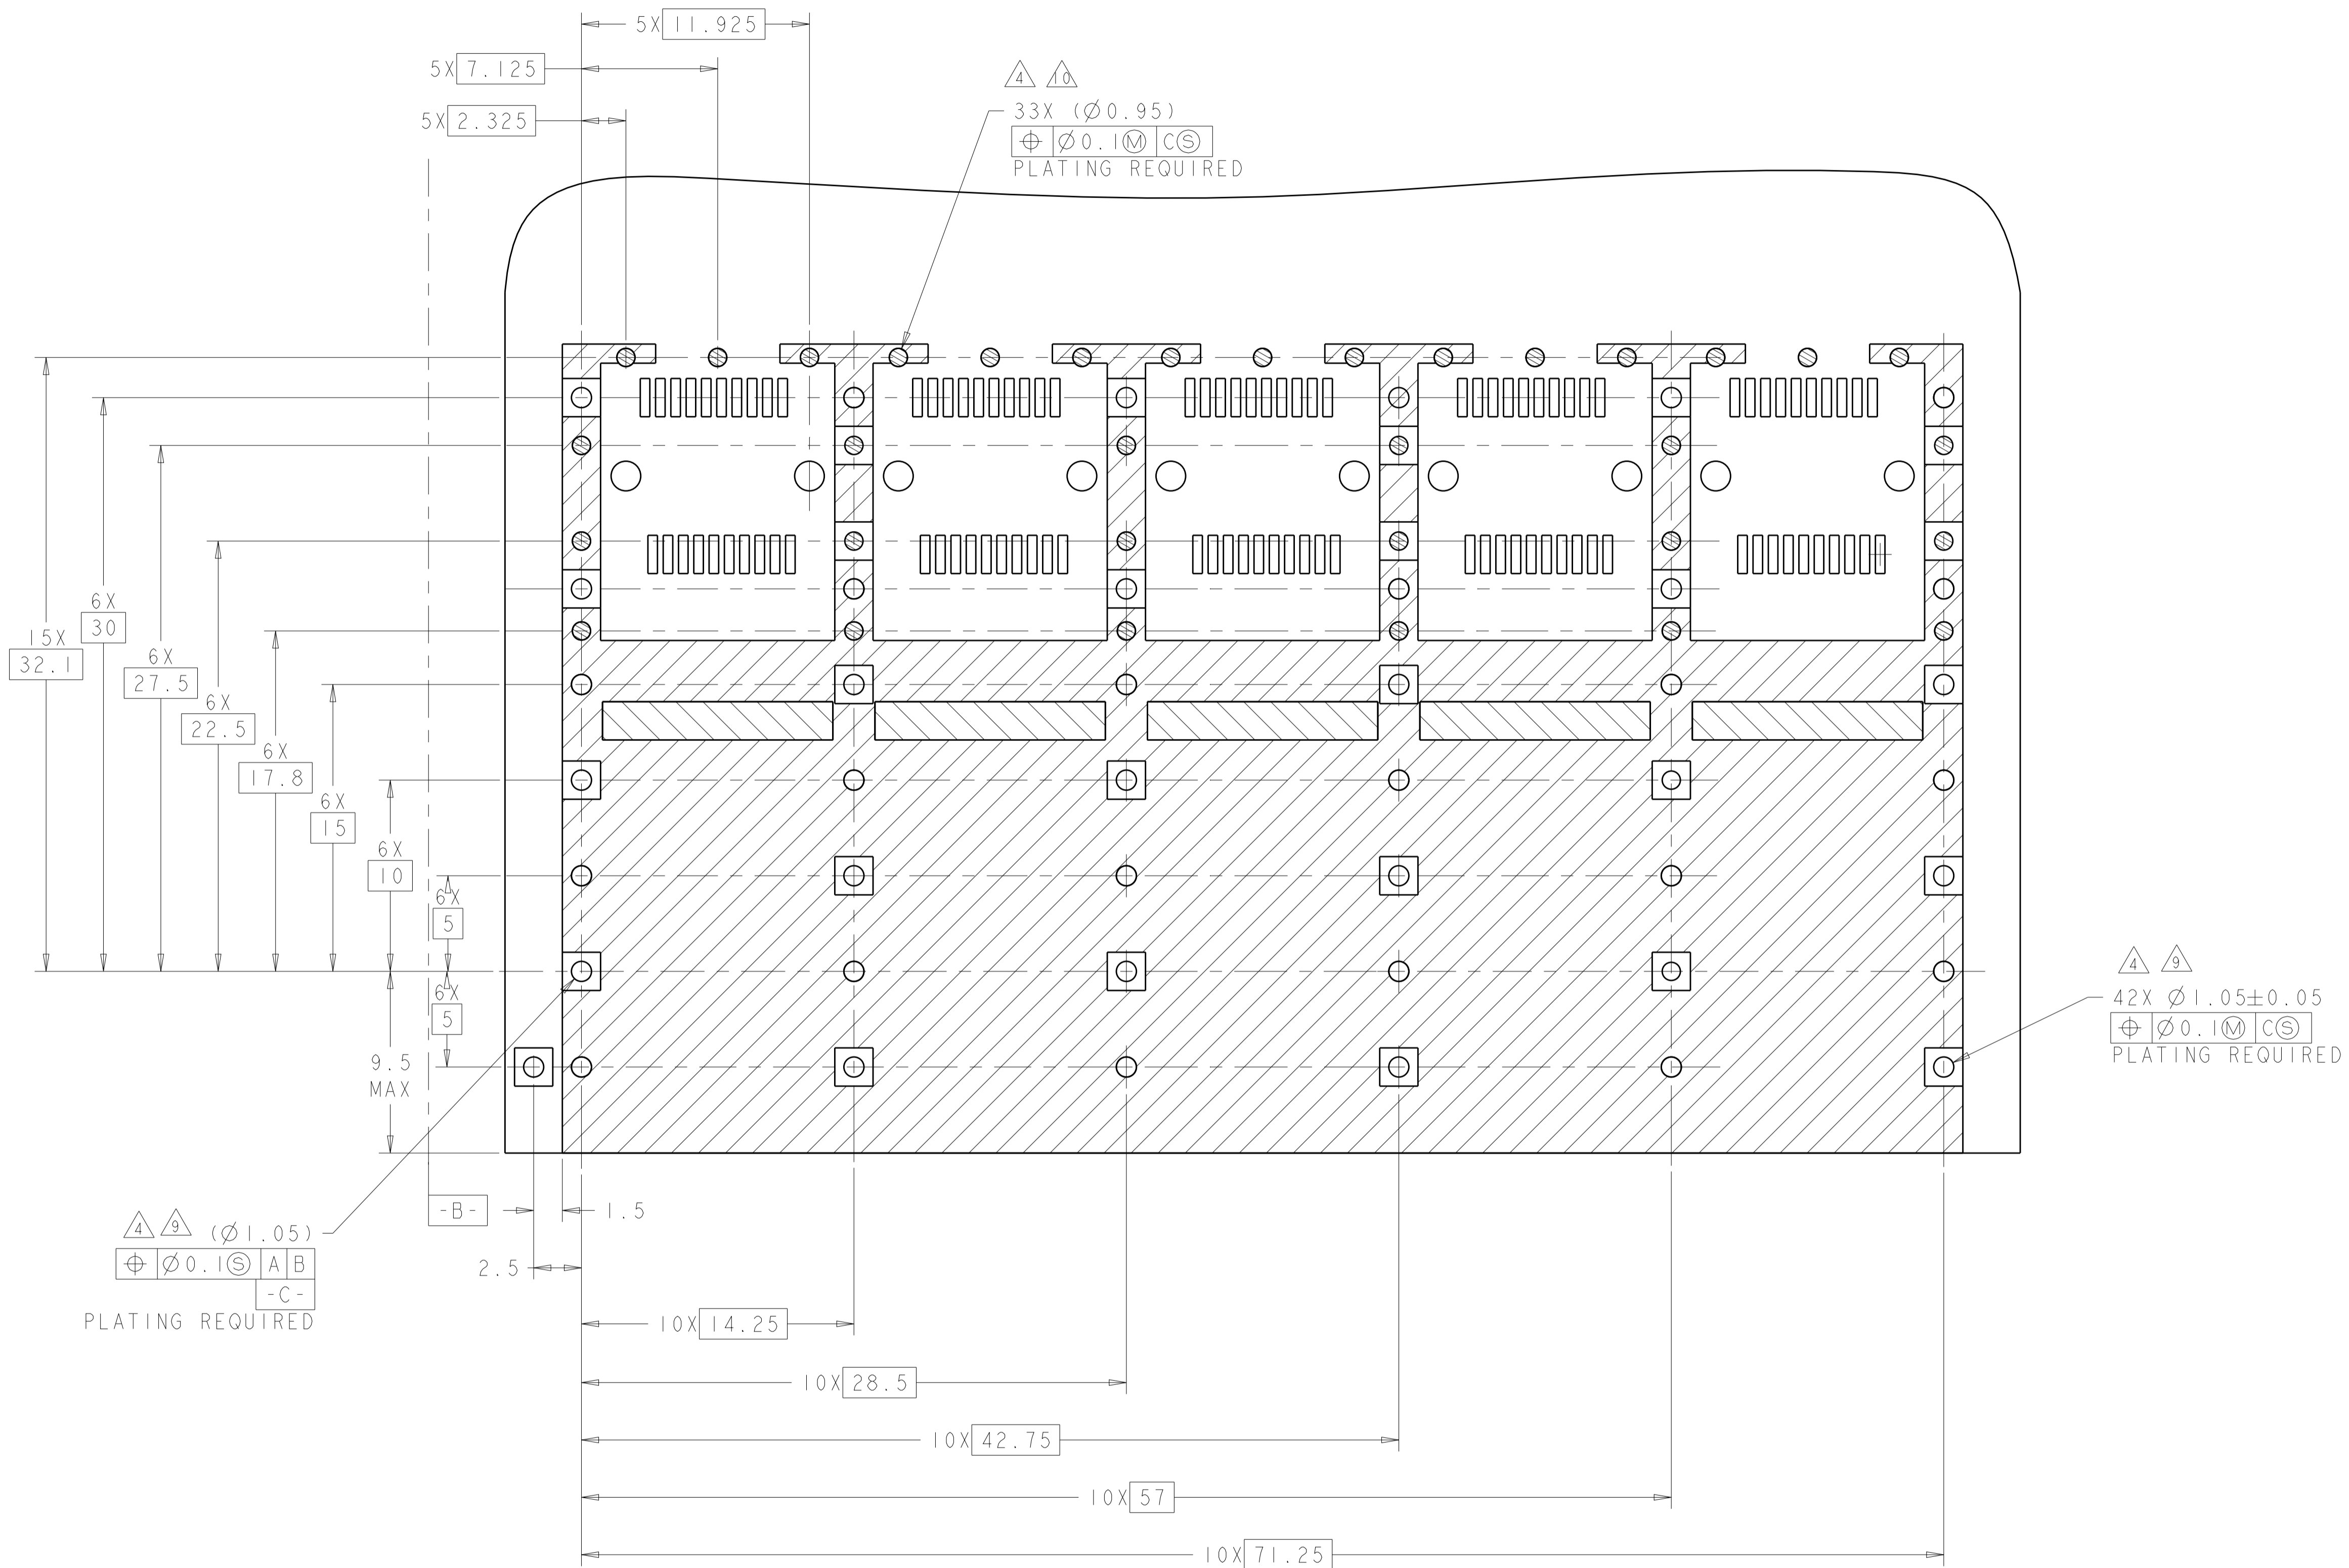 5X 11.925
5X 7.125
5X 2.325
4 10
33X (Ø0.95)
⌖ Ø0.1Ⓜ CⓈ
PLATING REQUIRED
15X
32.1
6X
30
6X
27.5
6X
22.5
6X
17.8
6X
15
6X
10
6X
5
6X
5
9.5
MAX
4 9
42X Ø1.05±0.05
⌖ Ø0.1Ⓜ CⓈ
PLATING REQUIRED
-B-
1.5
2.5
4 9 (Ø1.05)
⌖ Ø0.1Ⓢ A B
-C-
PLATING REQUIRED
10X 14.25
10X 28.5
10X 42.75
10X 57
10X 71.25